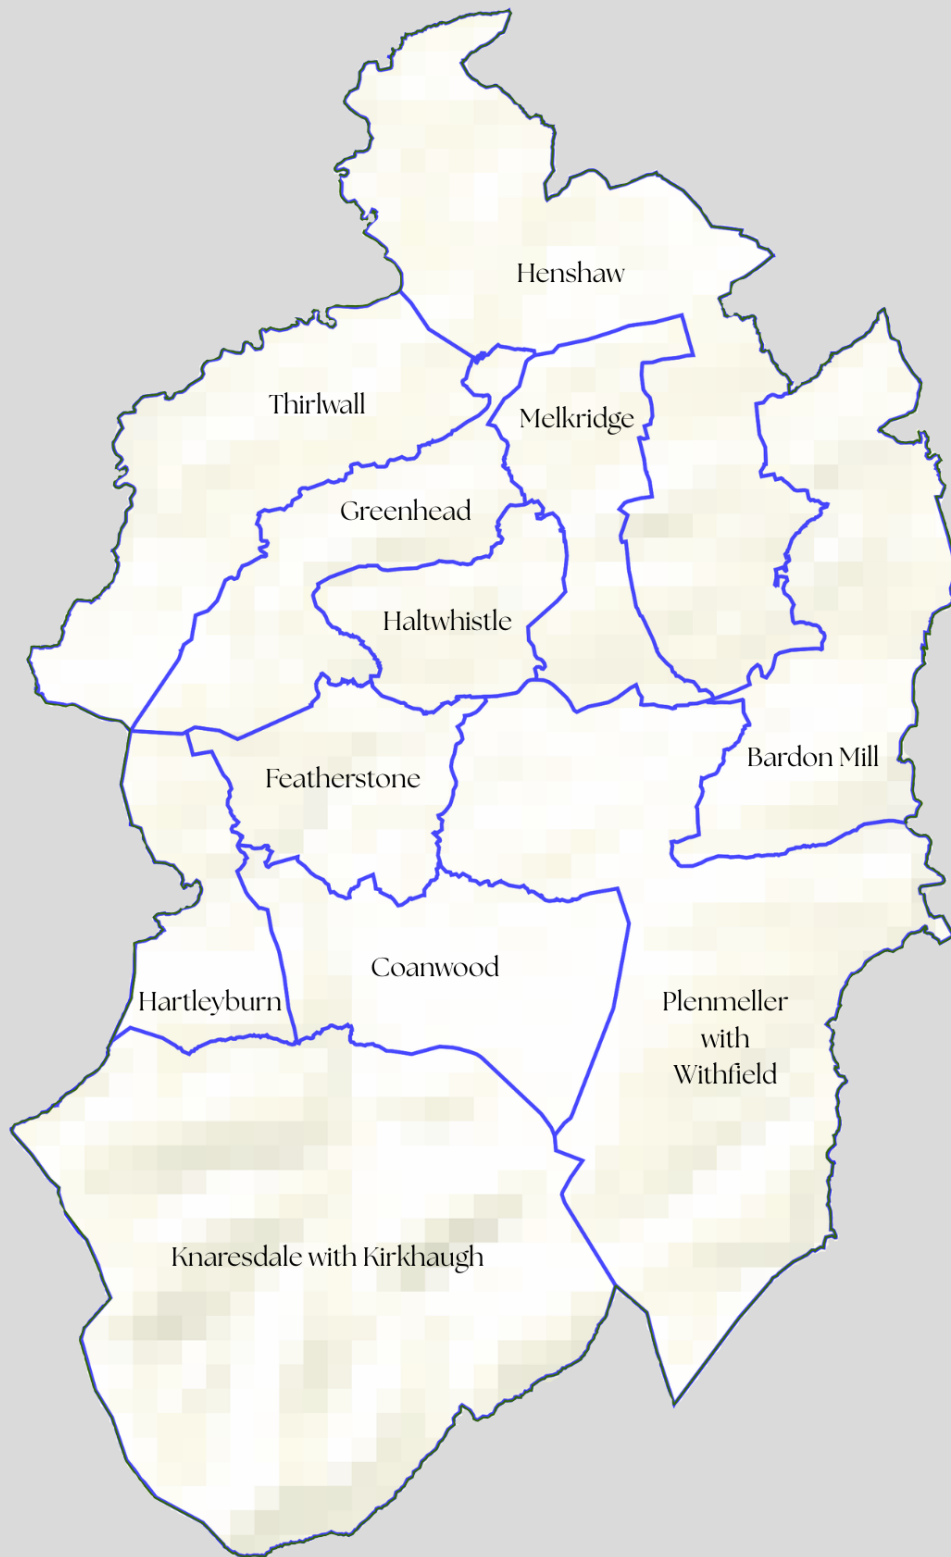 Henshaw
Thirlwall
Melkridge
Greenhead
Haltwhistle
Bardon Mill
Featherstone
Coanwood
Hartleyburn
Plenmeller
with
Withfield
Knaresdale with Kirkhaugh